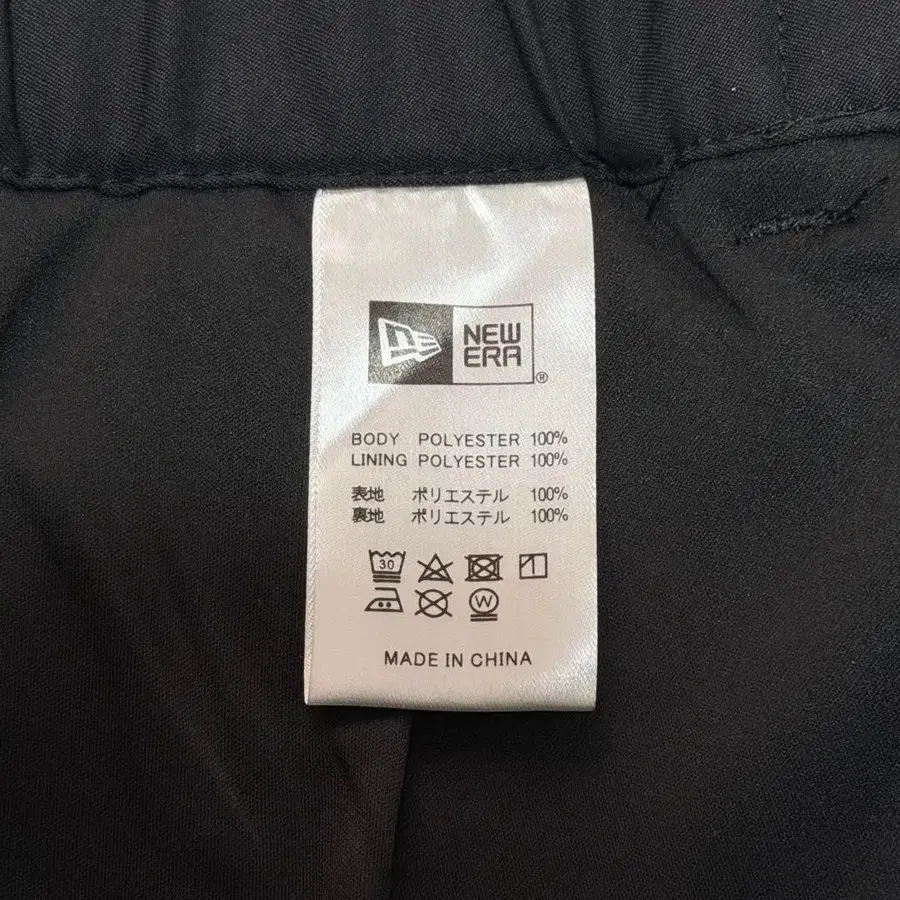 NEW
ERA
®
BODY POLYESTER 100%
LINING POLYESTER 100%
表地 ポリエステル 100%
裏地 ポリエステル 100%
30
W
MADE IN CHINA